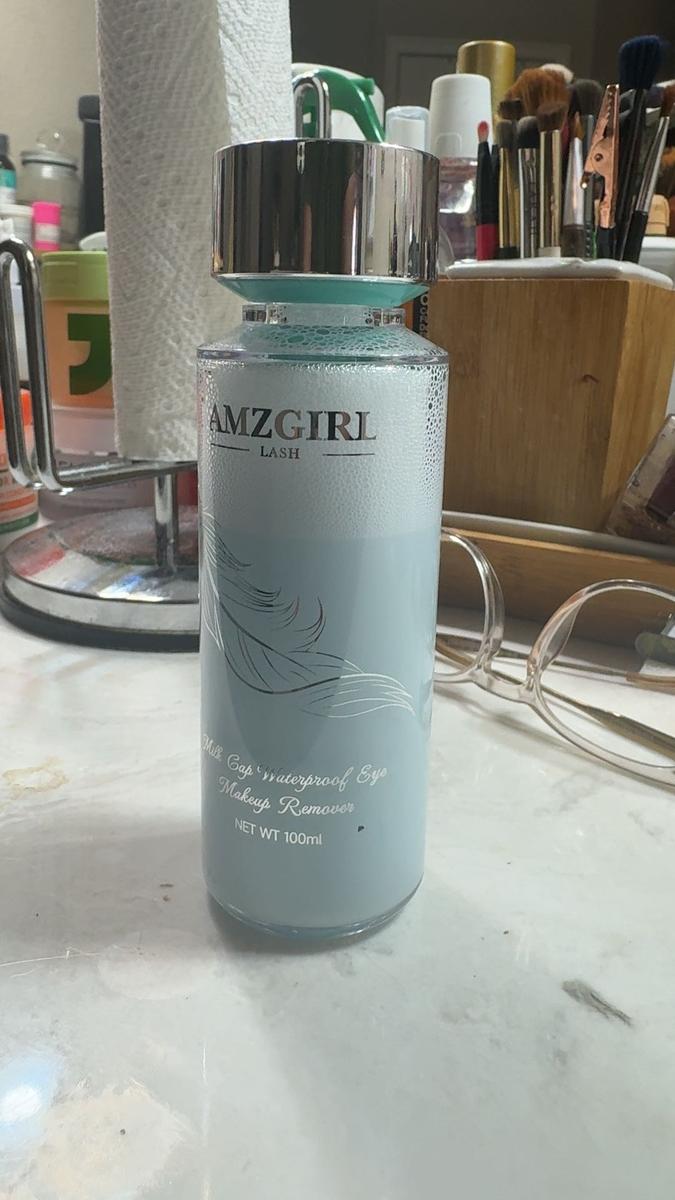 AMZGIRL
LASH
Milk Cap Waterproof Eye
Makeup Remover
NET WT 100ml